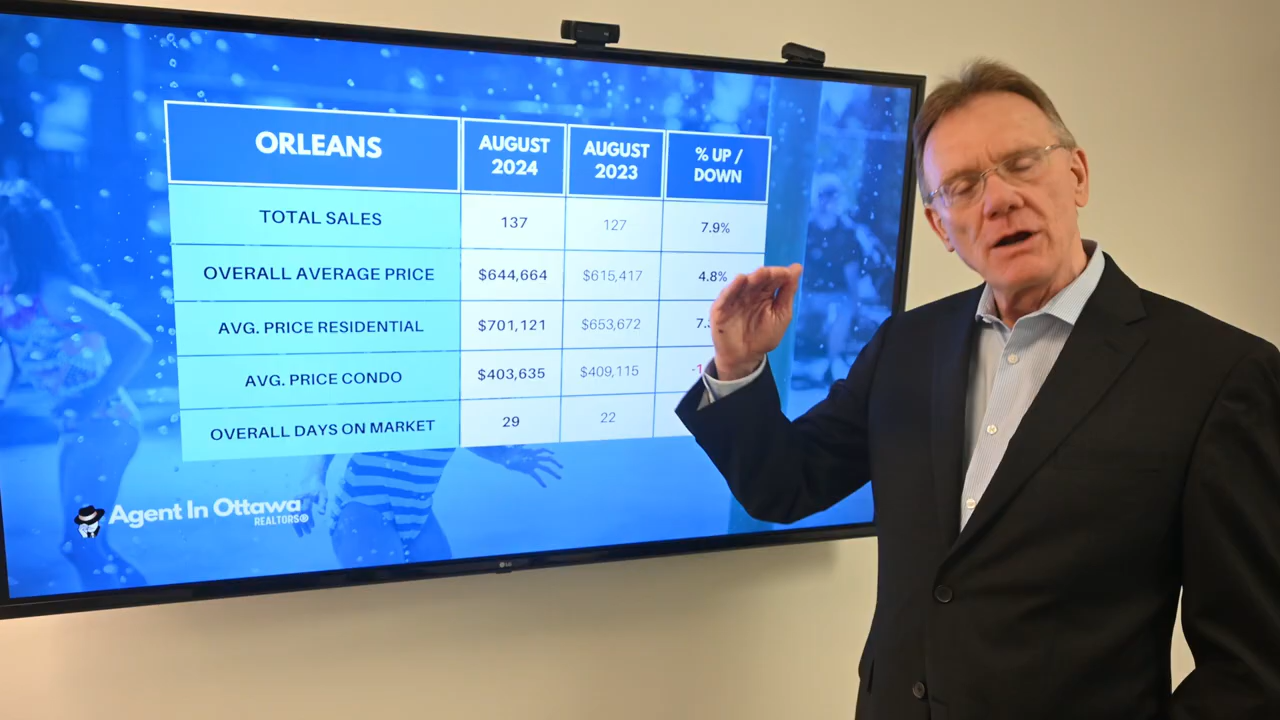 ORLEANS AUGUST 2024 AUGUST 2023 % UP / DOWN
TOTAL SALES 137 127 7.9%
OVERALL AVERAGE PRICE $644,664 $615,417 4.8%
AVG. PRICE RESIDENTIAL $701,121 $653,672
AVG. PRICE CONDO $403,635 $409,115
OVERALL DAYS ON MARKET 29 22
Agent In Ottawa
REALTORS®
LG